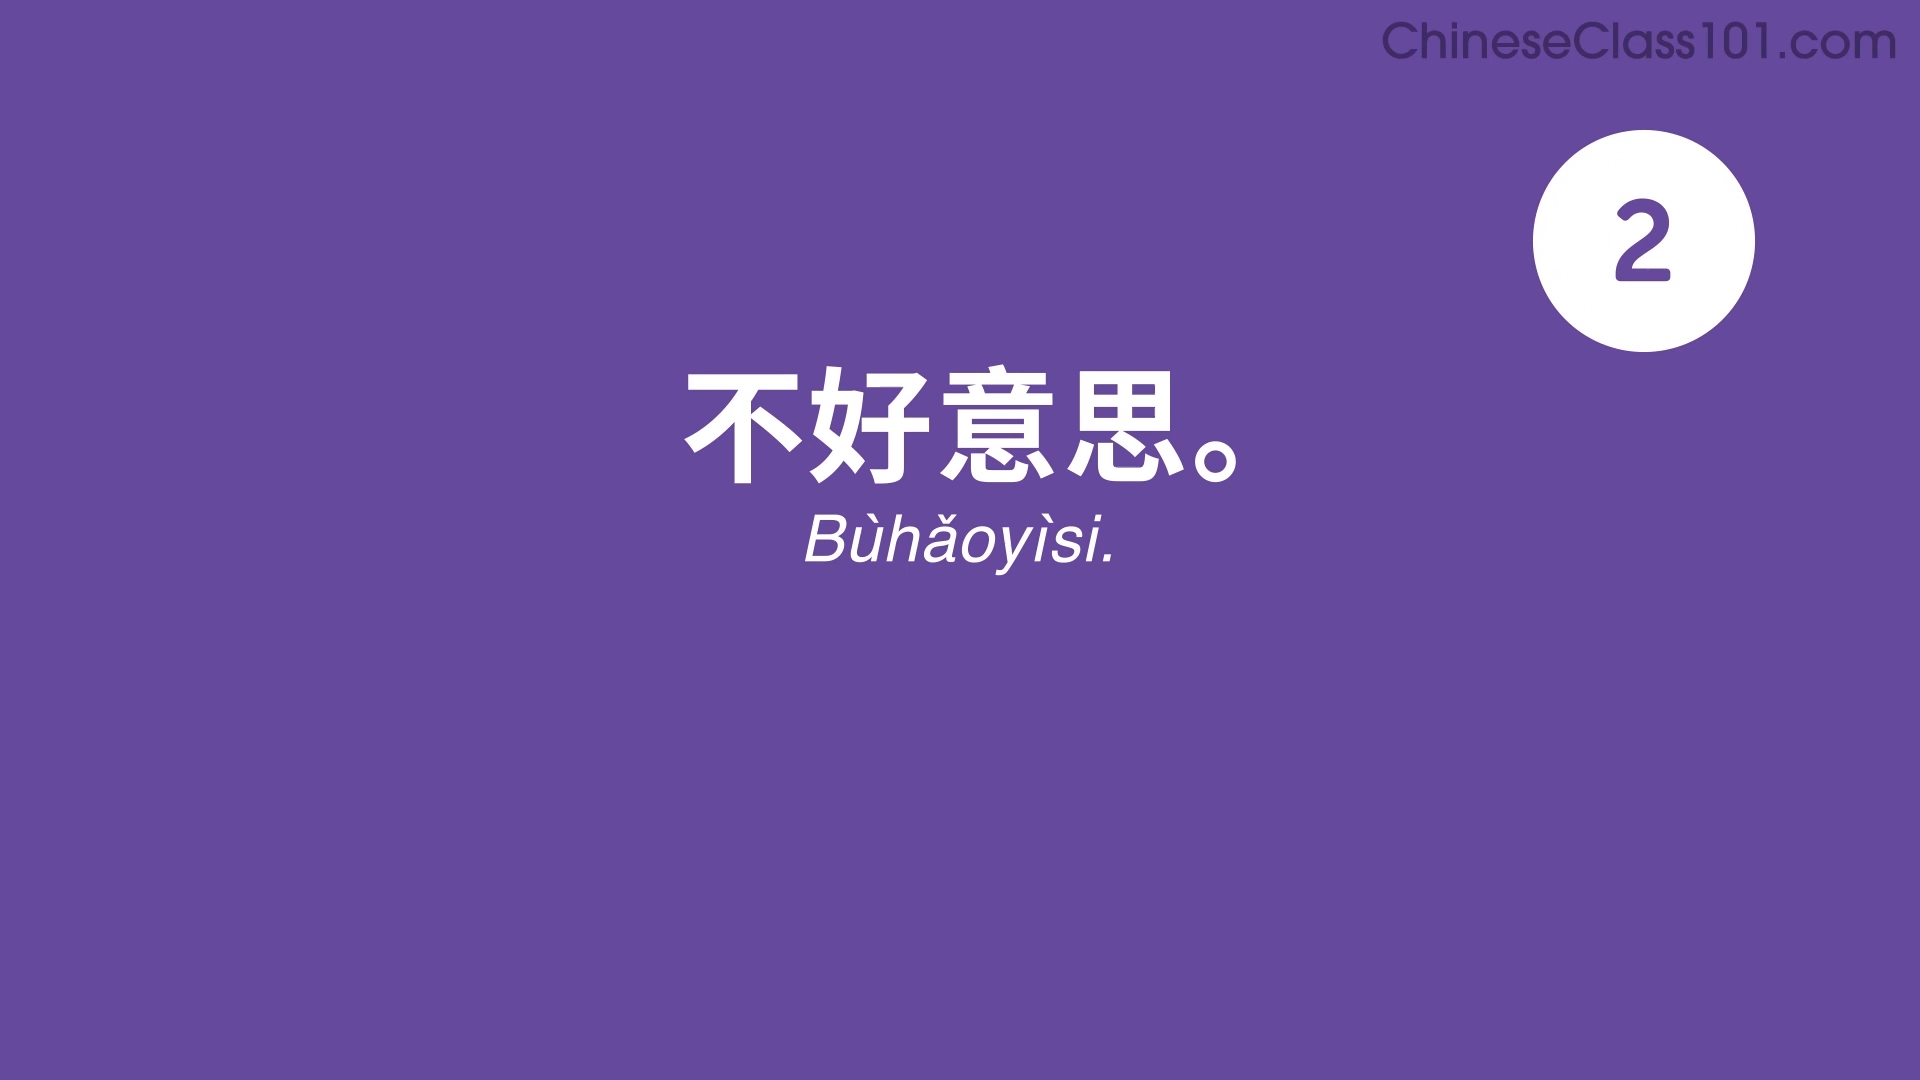 ChineseClass101.com
2
不好意思。
Bùhǎoyìsi.